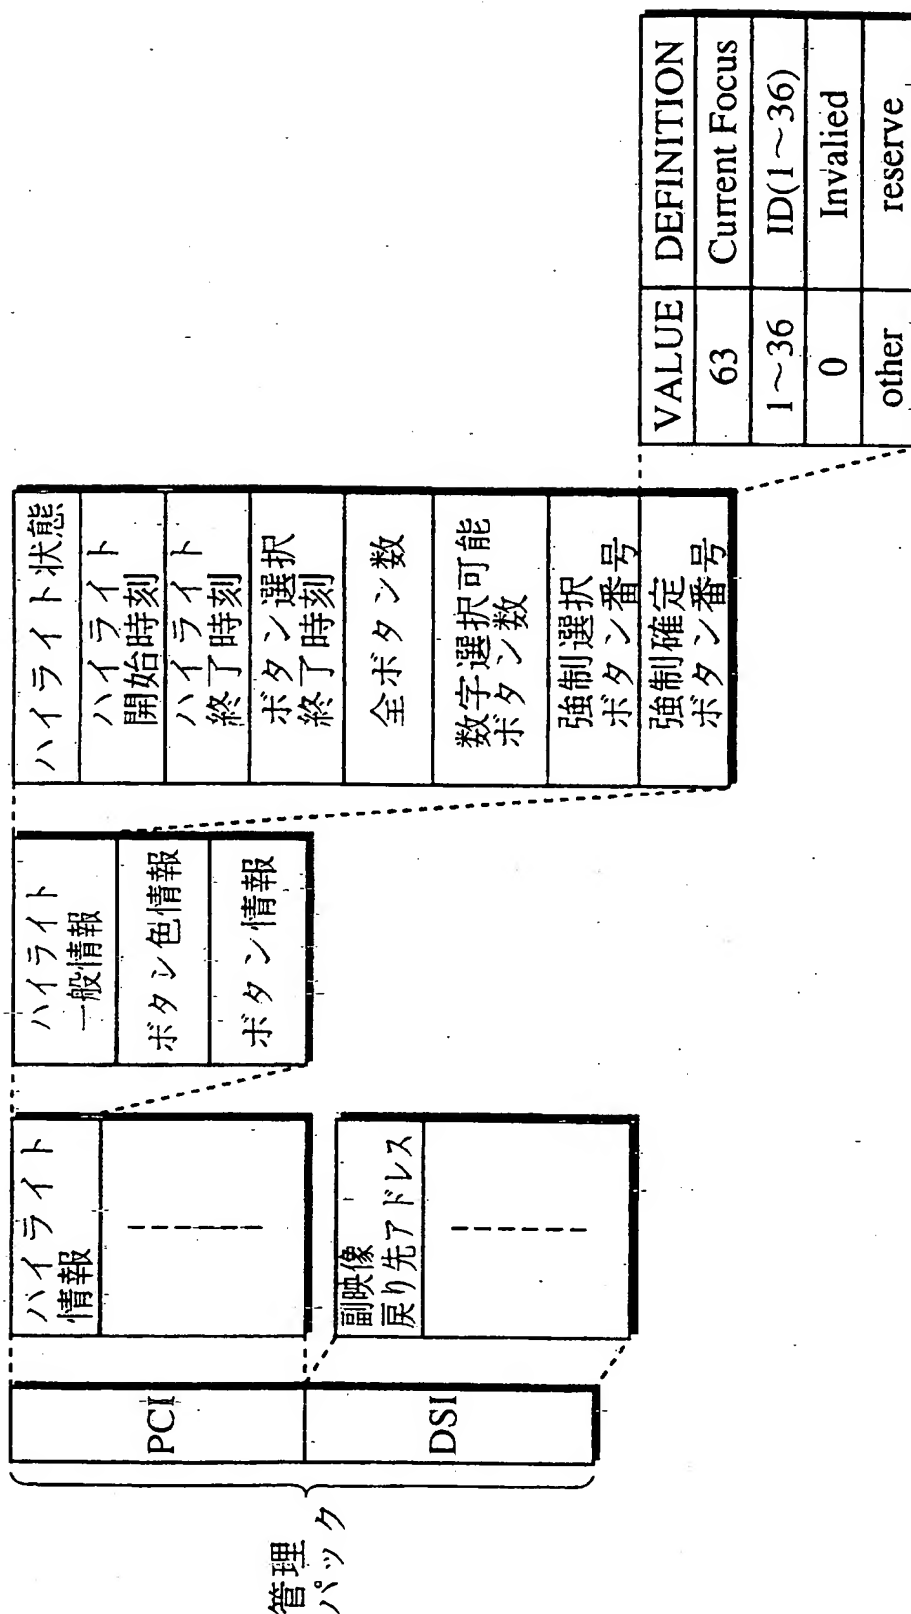 管理
パック
PCI
DSI
ハイライト
情報
副映像
戻り先アドレス
ハイライト
一般情報
ボタン色情報
ボタン情報
ハイライト状態
ハイライト
開始時刻
ハイライト
終了時刻
ボタン選択
終了時刻
全ボタン数
数字選択可能
ボタン数
強制選択
ボタン番号
強制確定
ボタン番号
VALUE DEFINITION
63 Current Focus
1～36 ID(1～36)
0 Invalied
other reserve